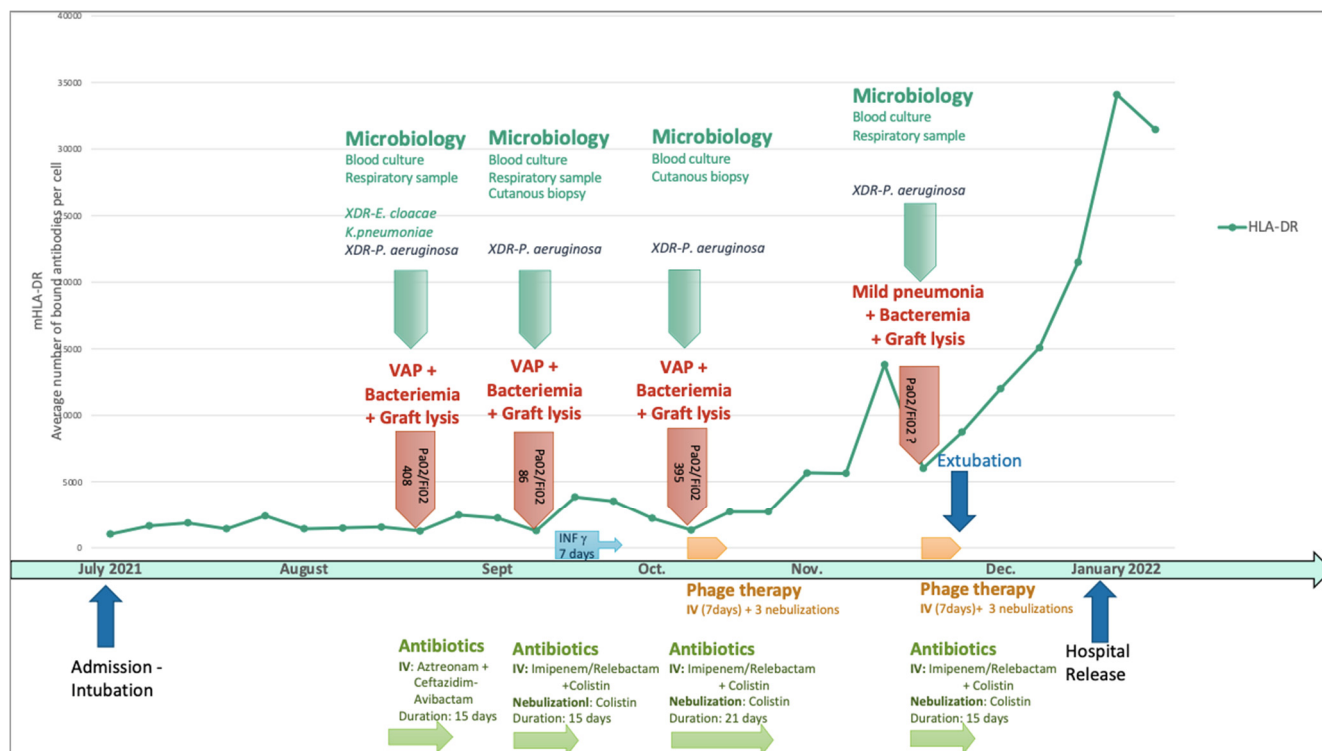 40000
35000
30000
25000
20000
15000
10000
5000
0
mHLA-DR
Average number of bound antibodies per cell
Microbiology
Blood culture
Respiratory sample
XDR-E. cloacae
K.pneumoniae
XDR-P. aeruginosa
VAP +
Bacteriemia
+ Graft lysis
Pa02/Fi02
408
Microbiology
Blood culture
Respiratory sample
Cutanous biopsy
XDR-P. aeruginosa
VAP +
Bacteriemia
+ Graft lysis
Pa02/Fi02
86
Microbiology
Blood culture
Cutanous biopsy
XDR-P. aeruginosa
VAP +
Bacteriemia
+ Graft lysis
Pa02/Fi02
395
Microbiology
Blood culture
Respiratory sample
XDR-P. aeruginosa
Mild pneumonia
+ Bacteremia
+ Graft lysis
Pa02/Fi02 ?
Extubation
HLA-DR
INF γ
7 days
July 2021
August
Sept
Oct.
Nov.
Dec.
January 2022
Admission -
Intubation
Phage therapy
IV (7days) + 3 nebulizations
Phage therapy
IV (7days)+ 3 nebulizations
Hospital
Release
Antibiotics
IV: Aztreonam +
Ceftazidim-
Avibactam
Duration: 15 days
Antibiotics
IV: Imipenem/Relebactam
+Colistin
Nebulizationl: Colistin
Duration: 15 days
Antibiotics
IV: Imipenem/Relebactam
+ Colistin
Nebulization: Colistin
Duration: 21 days
Antibiotics
IV: Imipenem/Relebactam
+ Colistin
Nebulization: Colistin
Duration: 15 days